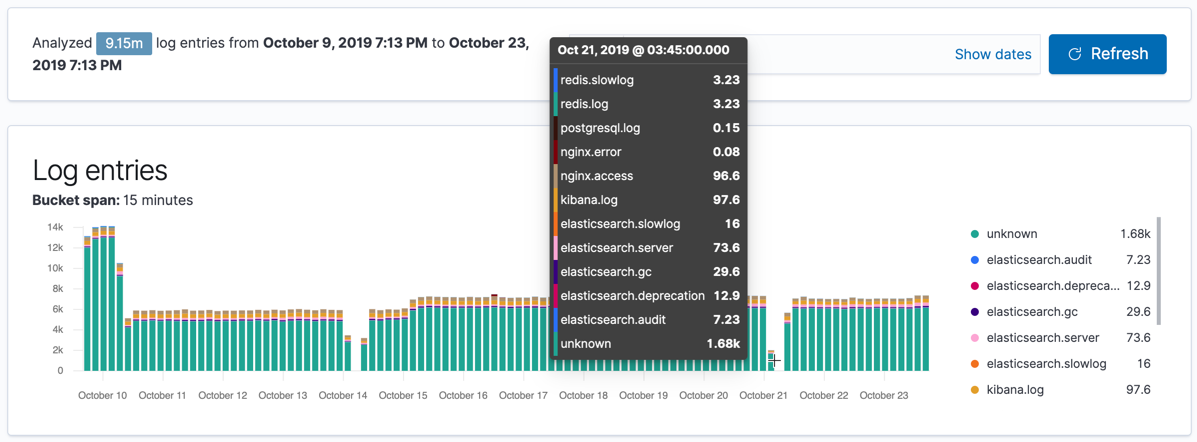 Analyzed 9.15m log entries from October 9, 2019 7:13 PM to October 23,
2019 7:13 PM
Show dates
Refresh
Oct 21, 2019 @ 03:45:00.000
redis.slowlog 3.23
redis.log 3.23
postgresql.log 0.15
nginx.error 0.08
nginx.access 96.6
kibana.log 97.6
elasticsearch.slowlog 16
elasticsearch.server 73.6
elasticsearch.gc 29.6
elasticsearch.deprecation 12.9
elasticsearch.audit 7.23
unknown 1.68k
Log entries
Bucket span: 15 minutes
14k
12k
10k
8k
6k
4k
2k
0
October 10 October 11 October 12 October 13 October 14 October 15 October 16 October 17 October 18 October 19 October 20 October 21 October 22 October 23
unknown 1.68k
elasticsearch.audit 7.23
elasticsearch.depreca... 12.9
elasticsearch.gc 29.6
elasticsearch.server 73.6
elasticsearch.slowlog 16
kibana.log 97.6